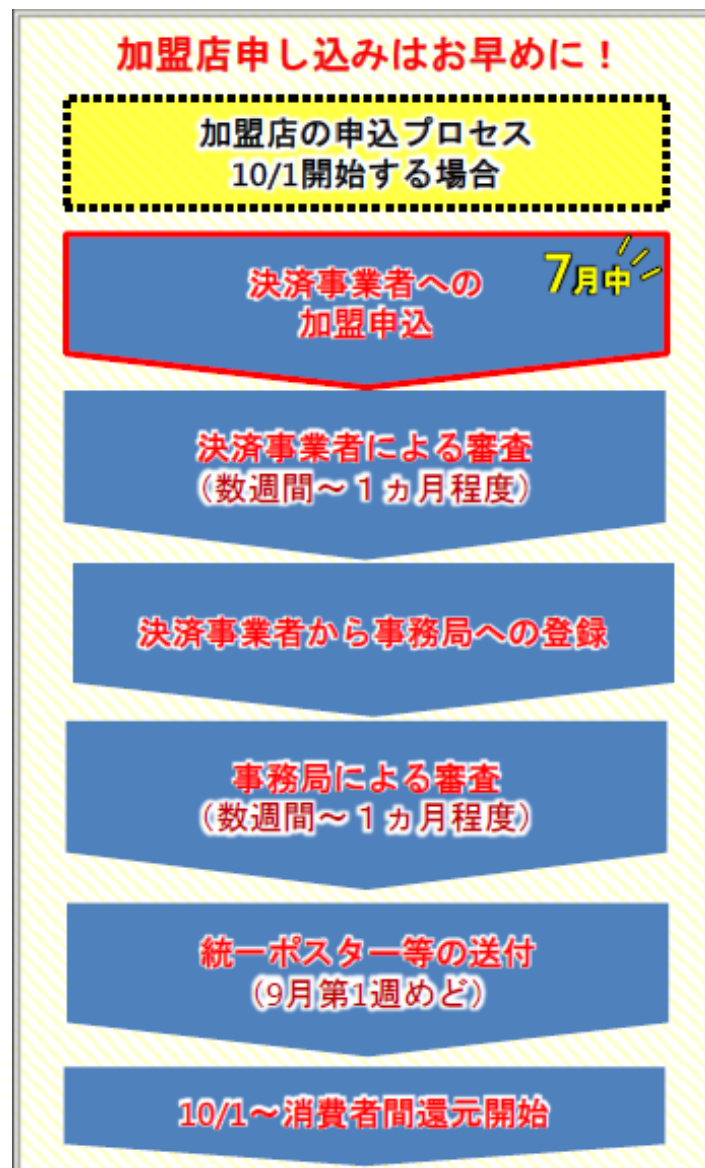 加盟店申し込みはお早めに！
加盟店の申込プロセス
10/1開始する場合
7月中
決済事業者への
加盟申込
決済事業者による審査
（数週間～１ヵ月程度）
決済事業者から事務局への登録
事務局による審査
（数週間～１ヵ月程度）
統一ポスター等の送付
（9月第1週めど）
10/1～消費者間還元開始